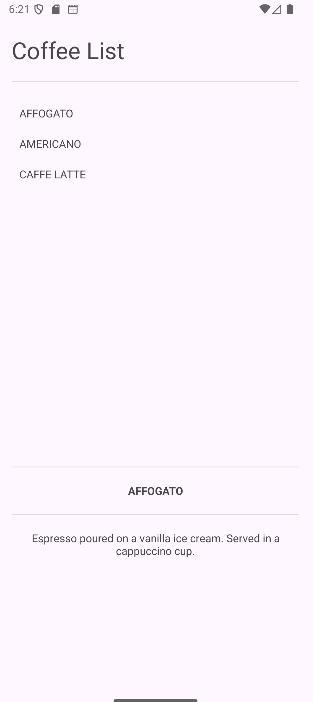 6:21
Coffee List
AFFOGATO
AMERICANO
CAFFE LATTE
AFFOGATO
Espresso poured on a vanilla ice cream. Served in a
cappuccino cup.